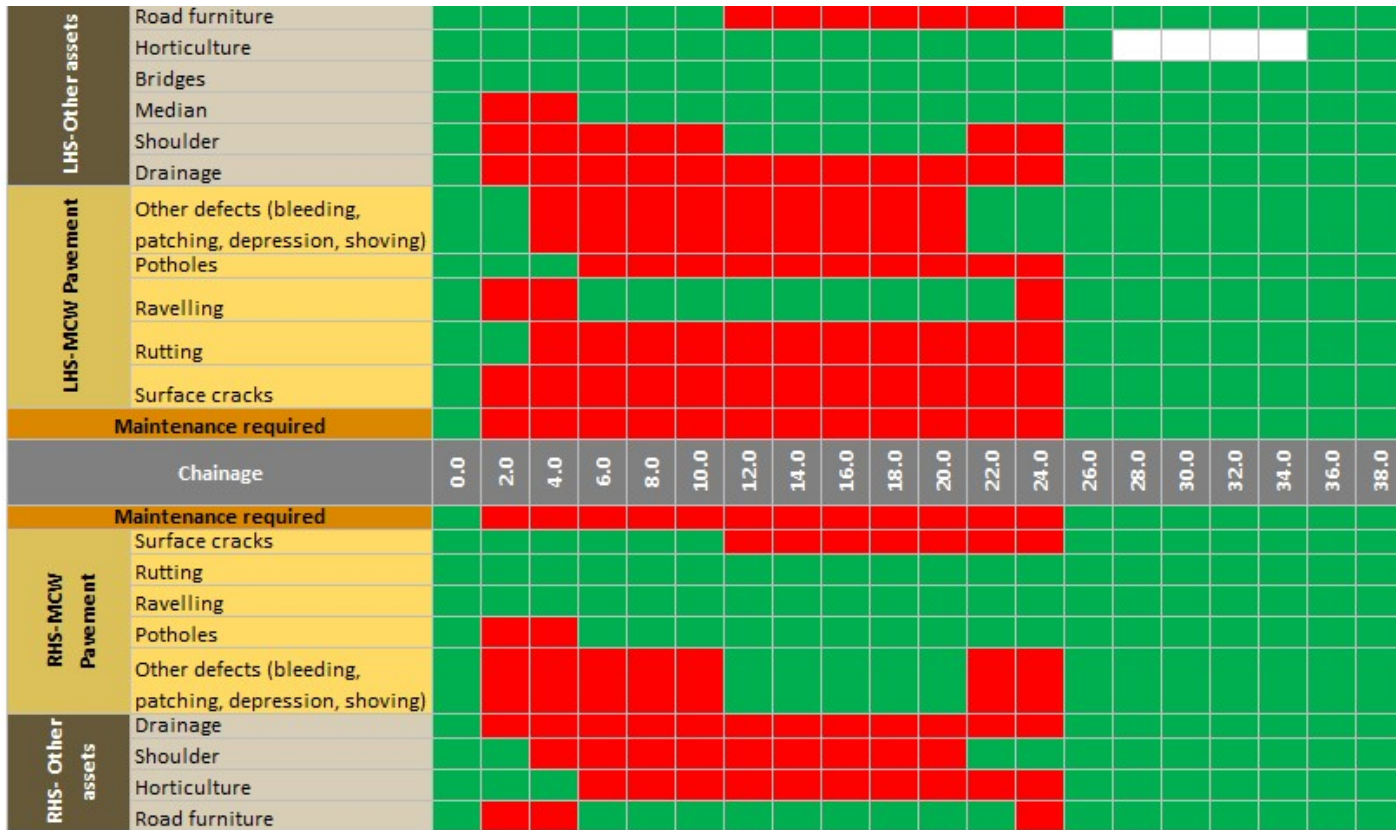 LHS-Other assets
Road furniture
Horticulture
Bridges
Median
Shoulder
Drainage
LHS-MCW Pavement
Other defects (bleeding,
patching, depression, shoving)
Potholes
Ravelling
Rutting
Surface cracks
Maintenance required
Chainage 0.0 2.0 4.0 6.0 8.0 10.0 12.0 14.0 16.0 18.0 20.0 22.0 24.0 26.0 28.0 30.0 32.0 34.0 36.0 38.0
Maintenance required
RHS-MCW
Pavement
Surface cracks
Rutting
Ravelling
Potholes
Other defects (bleeding,
patching, depression, shoving)
RHS- Other
assets
Drainage
Shoulder
Horticulture
Road furniture